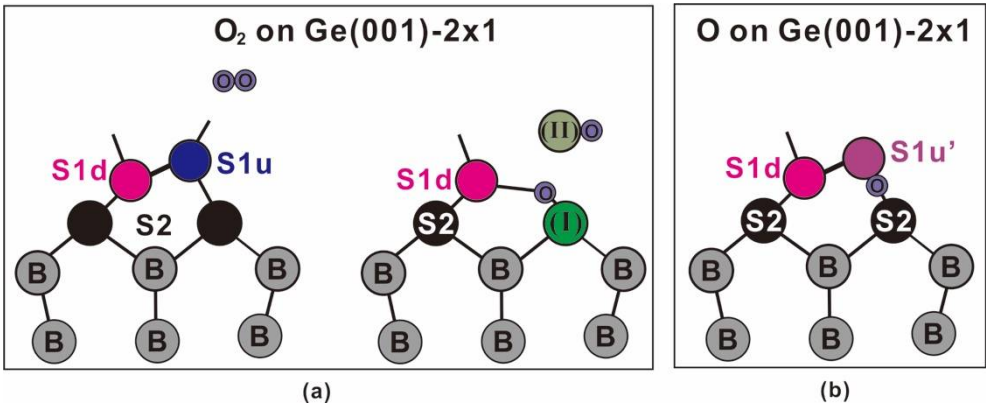 O₂ on Ge(001)-2x1
O O
S1d S1u
S2
B B B
B B B
(II) O
S1d O
S2 (I)
B B B
B B B
(a)
O on Ge(001)-2x1
S1d S1u'
O
S2 S2
B B B
B B B
(b)